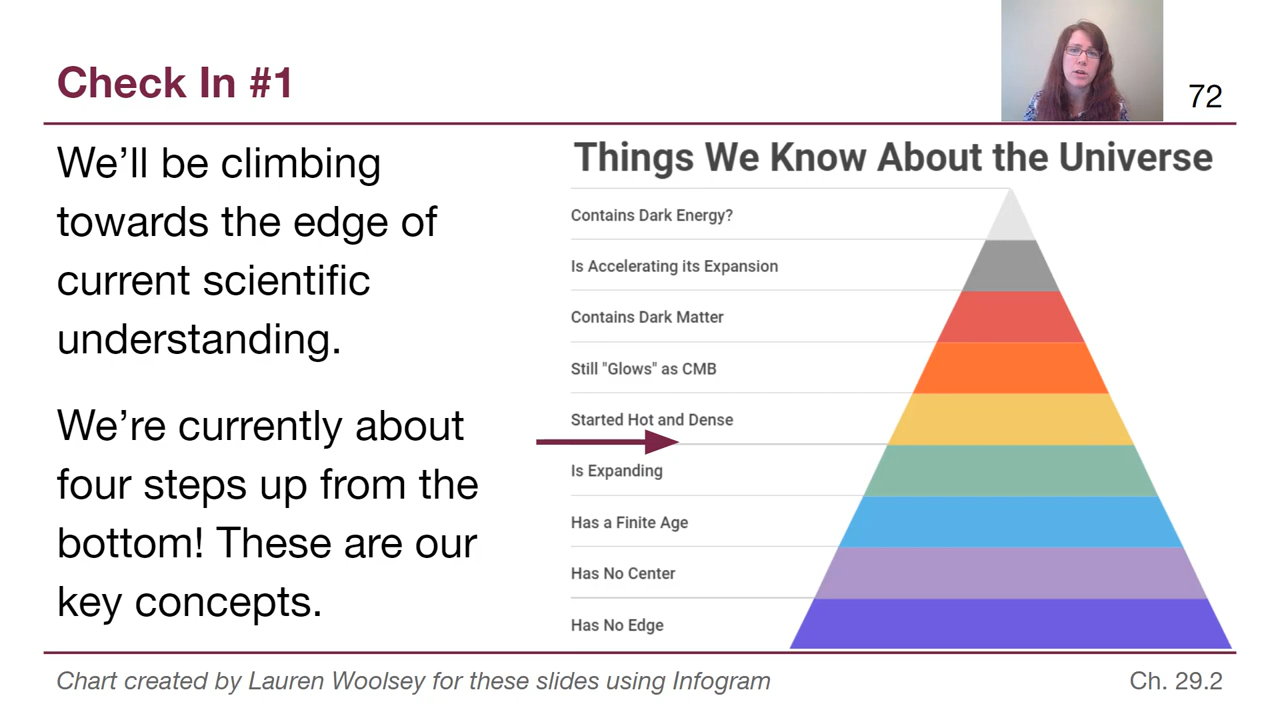 Check In #1
72
We’ll be climbing
towards the edge of
current scientific
understanding.
We’re currently about
four steps up from the
bottom! These are our
key concepts.
Things We Know About the Universe
Contains Dark Energy?
Is Accelerating its Expansion
Contains Dark Matter
Still "Glows" as CMB
Started Hot and Dense
Is Expanding
Has a Finite Age
Has No Center
Has No Edge
Chart created by Lauren Woolsey for these slides using Infogram
Ch. 29.2